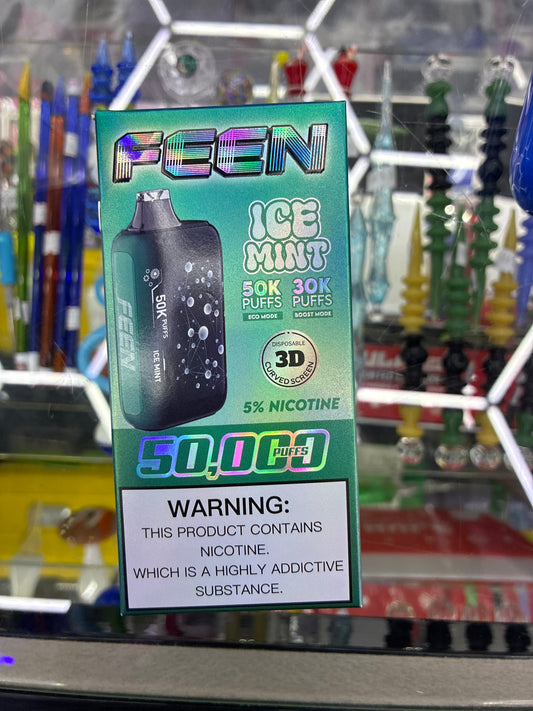 FEEN
ICE
MINT
50K 30K
PUFFS PUFFS
ECO MODE BOOST MODE
FEEN
50K PUFFS
ICE MINT
DISPOSABLE
3D
CURVED SCREEN
5% NICOTINE
50,000
PUFFS
WARNING:
THIS PRODUCT CONTAINS
NICOTINE.
WHICH IS A HIGHLY ADDICTIVE
SUBSTANCE.